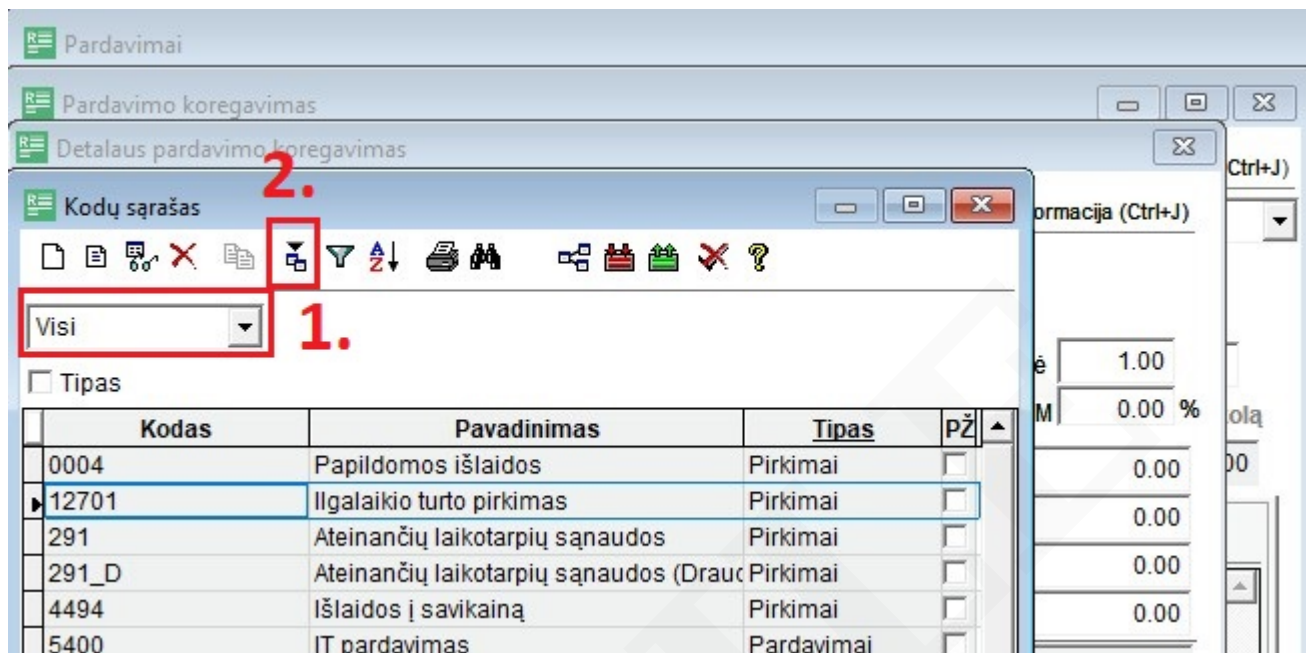 Pardavimai
Pardavimo koregavimas
Detalaus pardavimo koregavimas
Ctrl+J)
2.
Kodų sąrašas
ormacija (Ctrl+J)
Visi
1.
Tipas
ė 1.00
M 0.00 % olą
Kodas Pavadinimas Tipas PŽ
0004 Papildomos išlaidos Pirkimai 0.00 00
12701 Ilgalaikio turto pirkimas Pirkimai 0.00
291 Ateinančių laikotarpių sąnaudos Pirkimai 0.00
291_D Ateinančių laikotarpių sąnaudos (Drauc Pirkimai
4494 Išlaidos į savikainą Pirkimai 0.00
5400 IT pardavimas Pardavimai